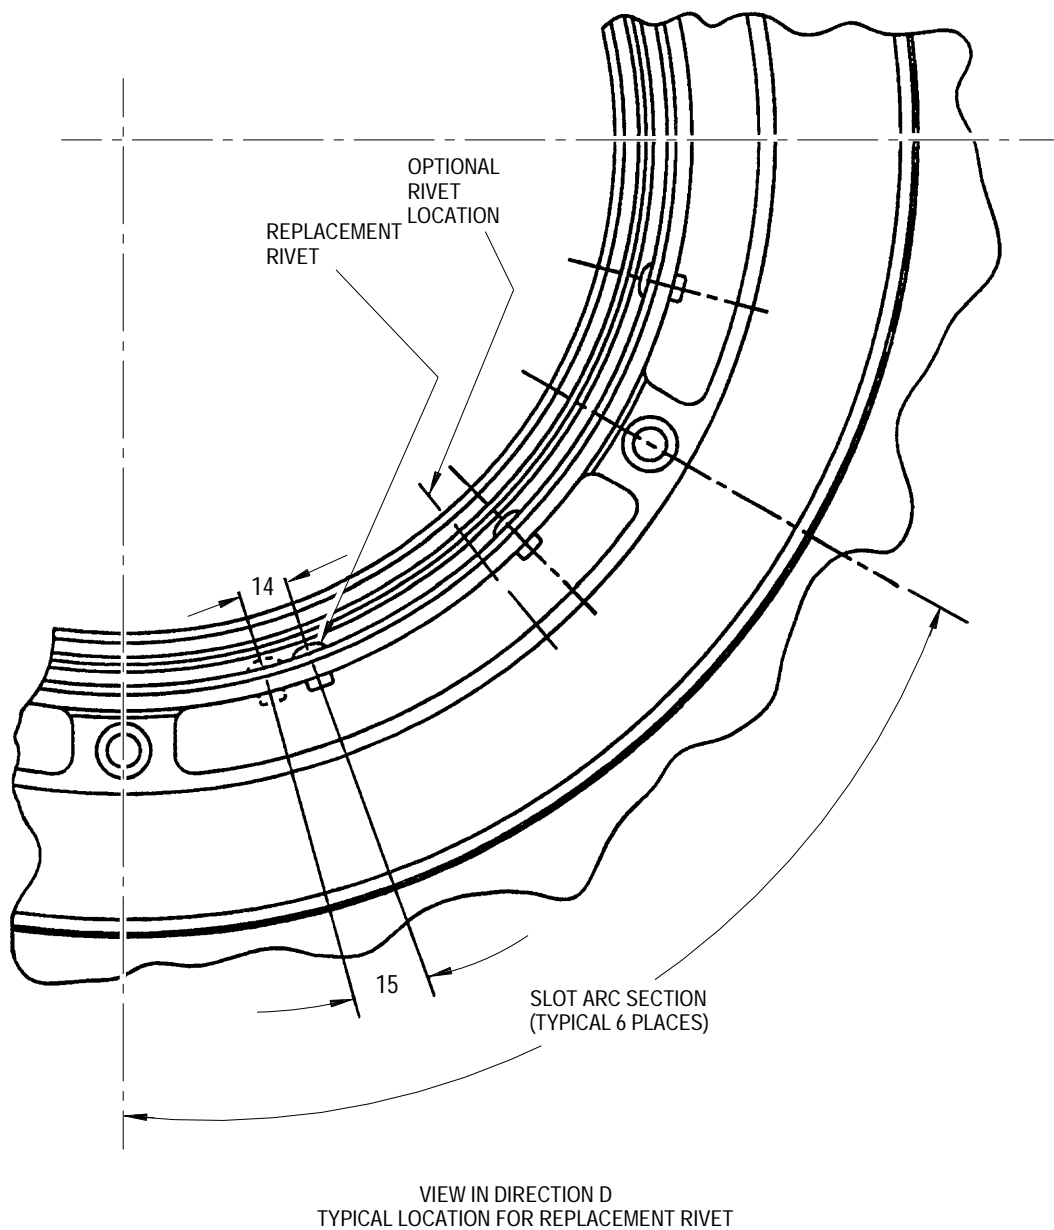 OPTIONAL
RIVET
LOCATION
REPLACEMENT
RIVET
14
15
SLOT ARC SECTION
(TYPICAL 6 PLACES)
VIEW IN DIRECTION D
TYPICAL LOCATION FOR REPLACEMENT RIVET